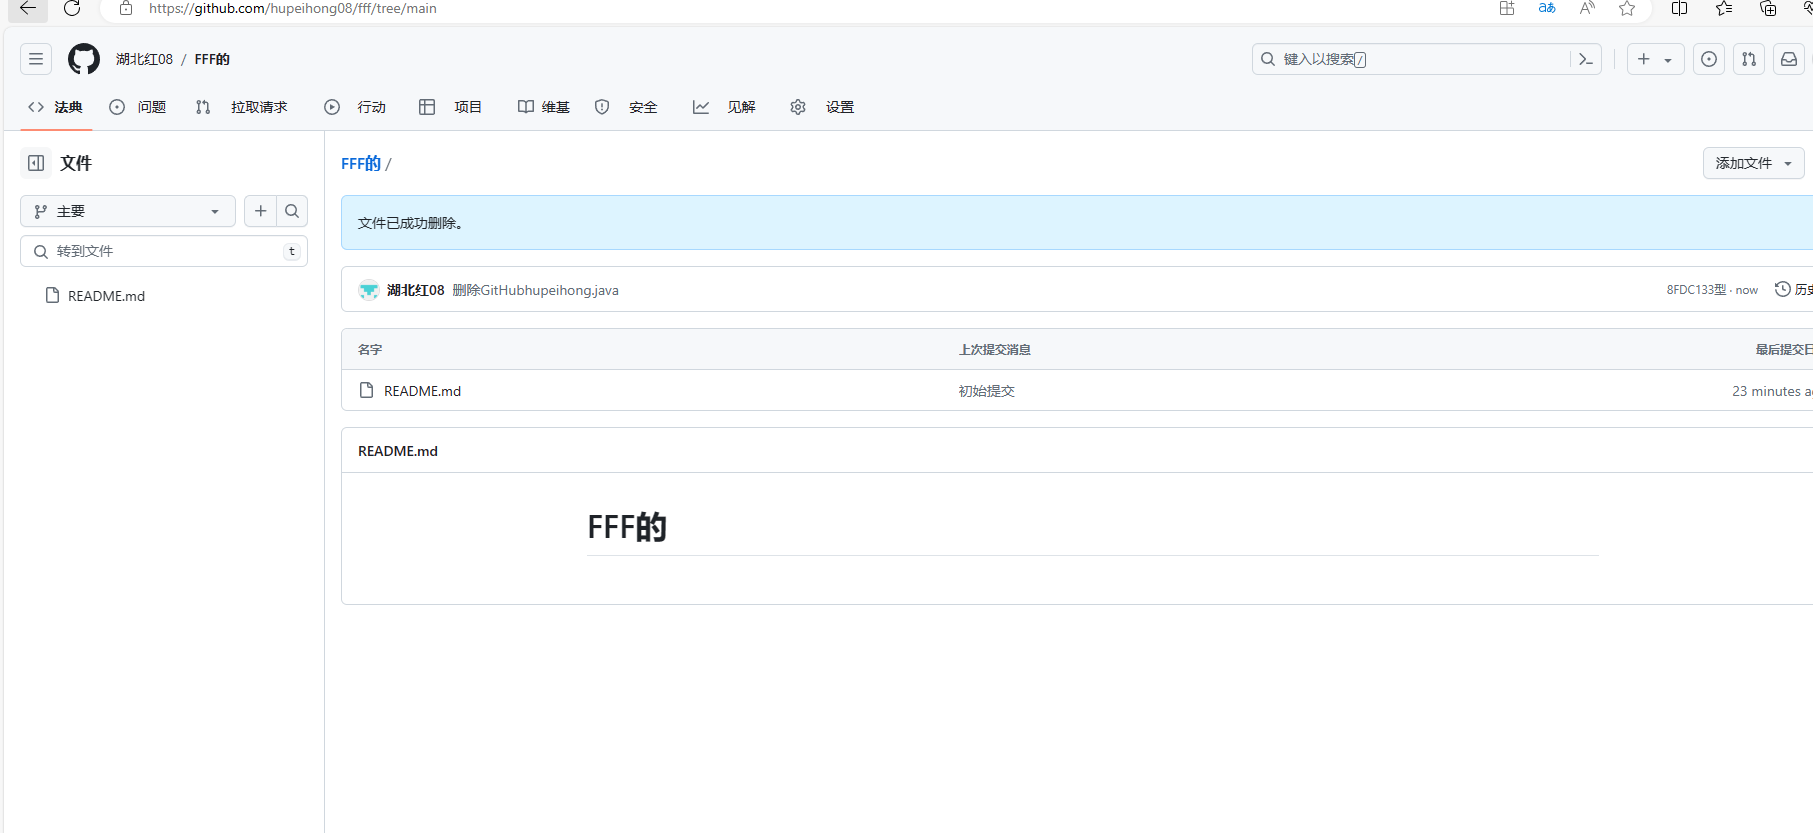 https://github.com/hupeihong08/fff/tree/main
湖北红08 / FFF的
键入以搜索/
法典 问题 拉取请求 行动 项目 维基 安全 见解 设置
文件
FFF的 /
添加文件
主要
文件已成功删除。
转到文件 t
README.md
湖北红08 删除GitHubhupeihong.java
8FDC133型 · now
历史
名字 上次提交消息 最后提交日
README.md 初始提交 23 minutes ag
README.md
FFF的